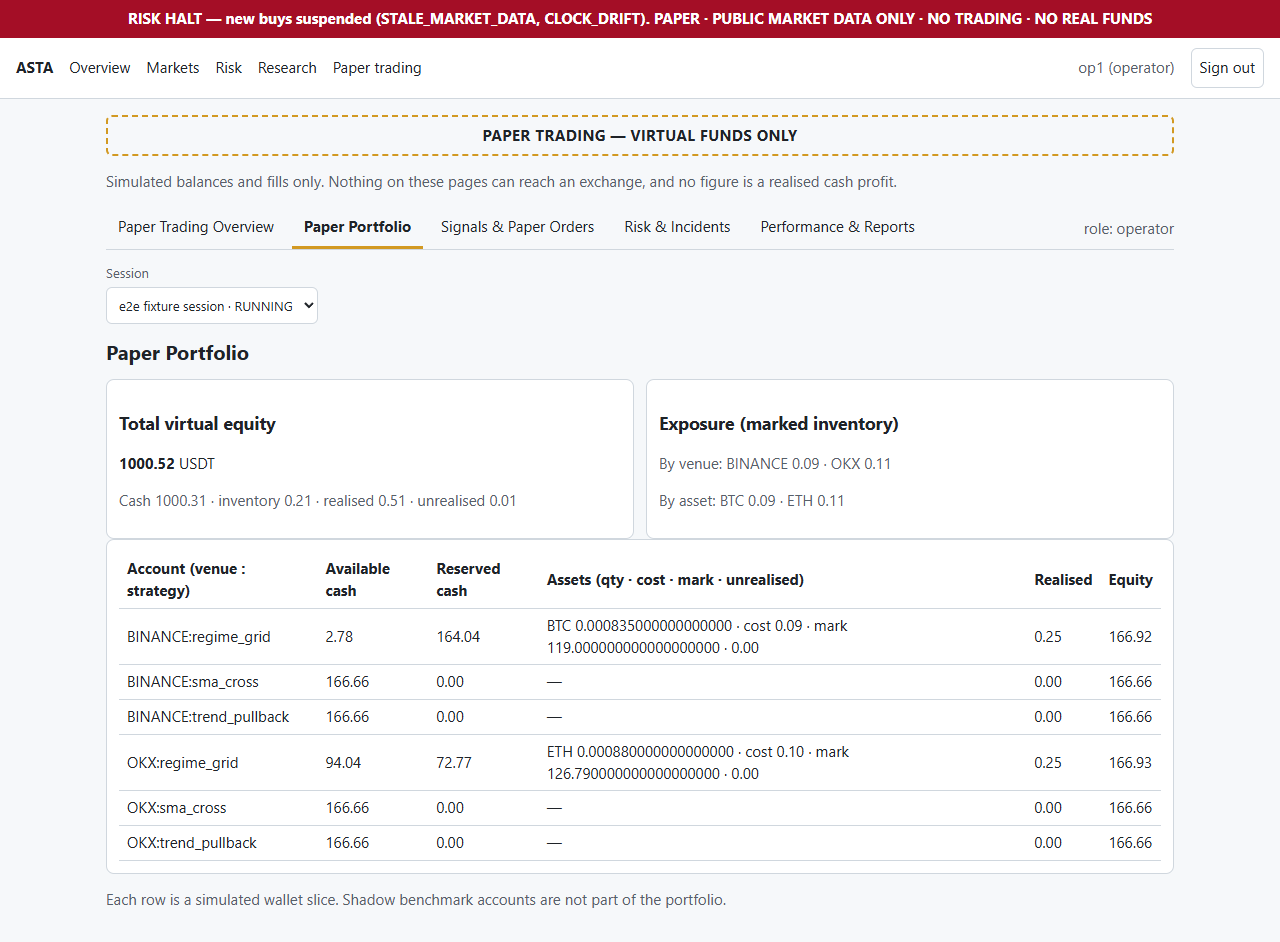 RISK HALT — new buys suspended (STALE_MARKET_DATA, CLOCK_DRIFT). PAPER · PUBLIC MARKET DATA ONLY · NO TRADING · NO REAL FUNDS
ASTA Overview Markets Risk Research Paper trading op1 (operator) Sign out
PAPER TRADING — VIRTUAL FUNDS ONLY
Simulated balances and fills only. Nothing on these pages can reach an exchange, and no figure is a realised cash profit.
Paper Trading Overview Paper Portfolio Signals & Paper Orders Risk & Incidents Performance & Reports role: operator
Session
e2e fixture session · RUNNING
Paper Portfolio
Total virtual equity
1000.52 USDT
Cash 1000.31 · inventory 0.21 · realised 0.51 · unrealised 0.01
Exposure (marked inventory)
By venue: BINANCE 0.09 · OKX 0.11
By asset: BTC 0.09 · ETH 0.11
Account (venue : strategy) Available cash Reserved cash Assets (qty · cost · mark · unrealised) Realised Equity
BINANCE:regime_grid 2.78 164.04 BTC 0.000835000000000000 · cost 0.09 · mark 119.000000000000000000 · 0.00 0.25 166.92
BINANCE:sma_cross 166.66 0.00 — 0.00 166.66
BINANCE:trend_pullback 166.66 0.00 — 0.00 166.66
OKX:regime_grid 94.04 72.77 ETH 0.000880000000000000 · cost 0.10 · mark 126.790000000000000000 · 0.00 0.25 166.93
OKX:sma_cross 166.66 0.00 — 0.00 166.66
OKX:trend_pullback 166.66 0.00 — 0.00 166.66
Each row is a simulated wallet slice. Shadow benchmark accounts are not part of the portfolio.